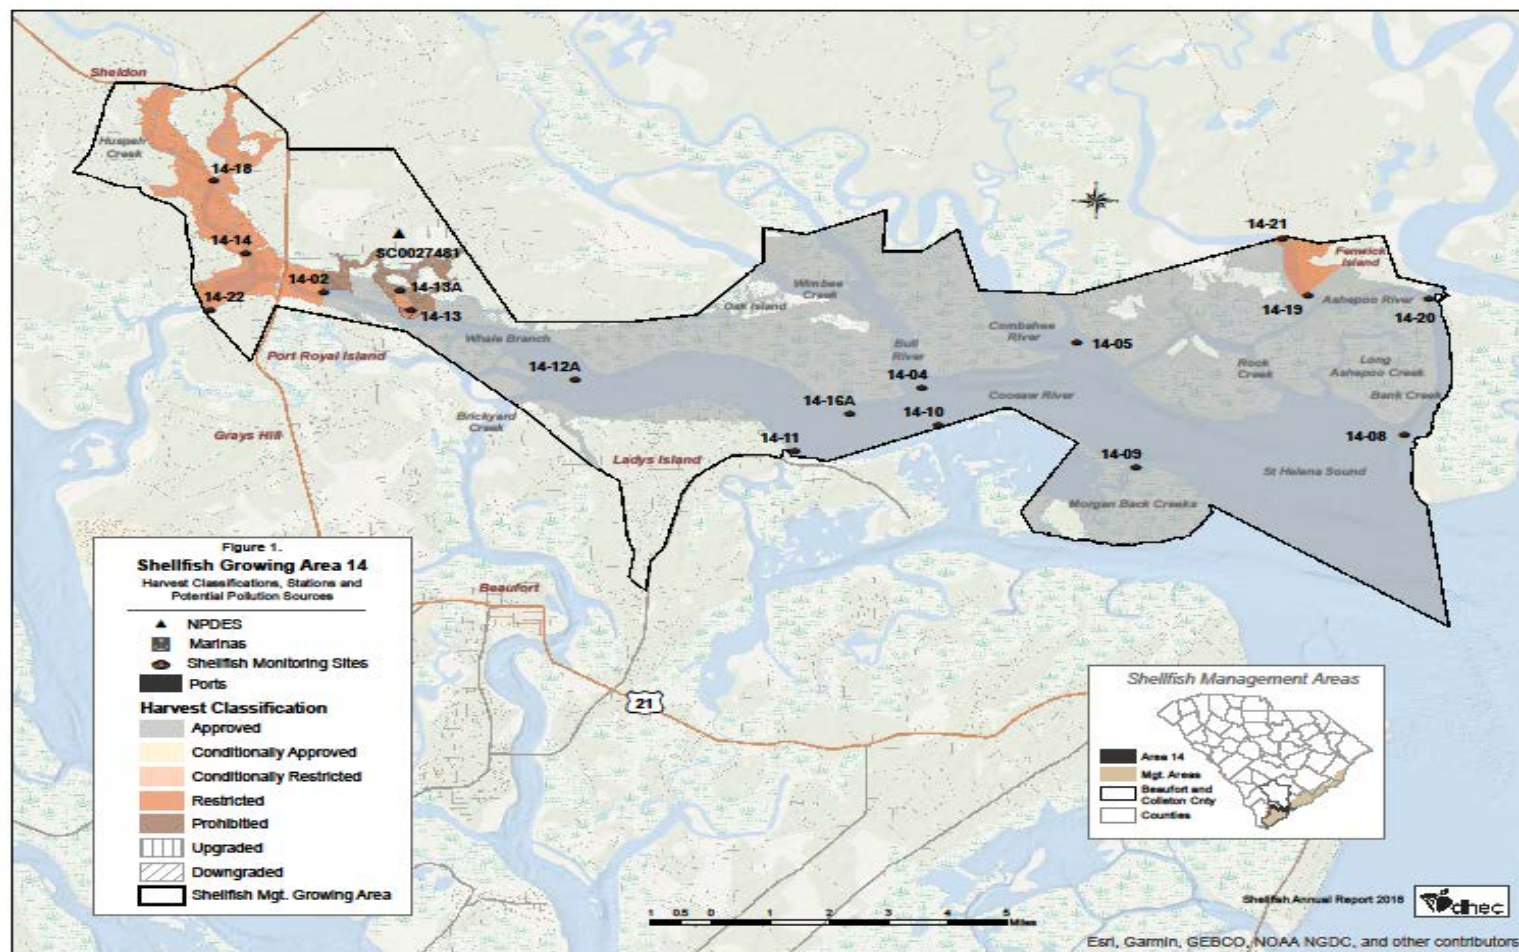 Sheldon
Huspah
Creek
14-18
14-14
SC0027481
14-02
14-13A
14-22
14-13
Port Royal Island
Whale Branch
14-12A
Brickyard
Creek
Grays Hill
Ladys Island
Oak Island
Wimbee
Creek
Bull
River
14-04
14-16A
14-10
14-11
Combahee
River
14-05
Coosaw River
14-09
Morgan Back Creeks
14-21
Fenwick
Island
14-19
Ashepoo River
14-20
Rock
Creek
Long
Ashepoo Creek
Bank Creek
14-08
St Helena Sound
Beaufort
21
Figure 1.
Shellfish Growing Area 14
Harvest Classifications, Stations and
Potential Pollution Sources
NPDES
Marinas
Shellfish Monitoring Sites
Ports
Harvest Classification
Approved
Conditionally Approved
Conditionally Restricted
Restricted
Prohibitied
Upgraded
Downgraded
Shellfish Mgt. Growing Area
Shellfish Management Areas
Area 14
Mgt. Areas
Beaufort and
Colleton Cnty
Counties
1 0.5 0 1 2 3 4 5
Miles
Shellfish Annual Report 2018
dhec
Esri, Garmin, GEBCO, NOAA NGDC, and other contributors